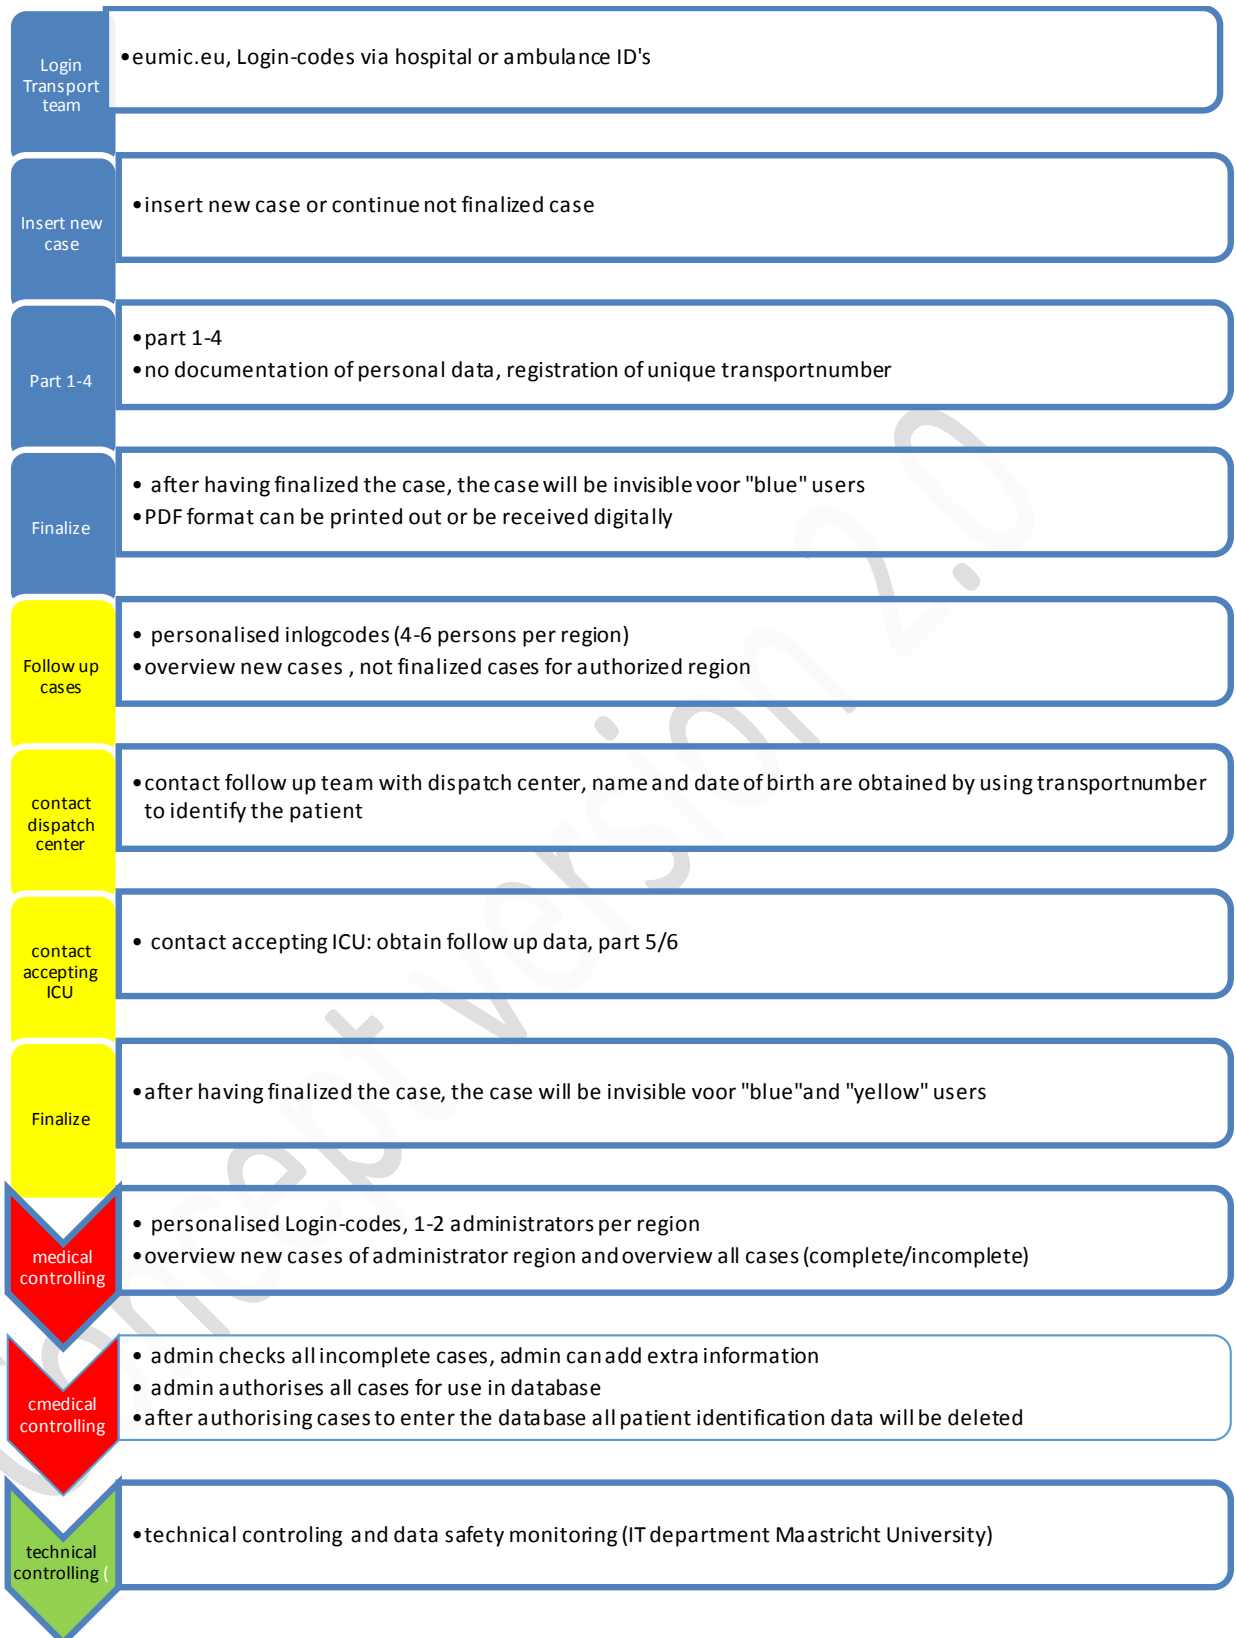 Login
Transport
team
•eumic.eu, Login-codes via hospital or ambulance ID's
Insert new
case
•insert new case or continue not finalized case
Part 1-4
•part 1-4
•no documentation of personal data, registration of unique transportnumber
Finalize
• after having finalized the case, the case will be invisible voor "blue" users
•PDF format can be printed out or be received digitally
Follow up
cases
• personalised inlogcodes (4-6 persons per region)
•overview new cases , not finalized cases for authorized region
contact
dispatch
center
•contact follow up team with dispatch center, name and date of birth are obtained by using transportnumber
to identify the patient
contact
accepting
ICU
• contact accepting ICU: obtain follow up data, part 5/6
Finalize
•after having finalized the case, the case will be invisible voor "blue"and "yellow" users
medical
controlling
• personalised Login-codes, 1-2 administrators per region
•overview new cases of administrator region and overview all cases (complete/incomplete)
cmedical
controlling
• admin checks all incomplete cases, admin can add extra information
• admin authorises all cases for use in database
•after authorising cases to enter the database all patient identification data will be deleted
technical
controlling (
•technical controling and data safety monitoring (IT department Maastricht University)
Concept version 2.0